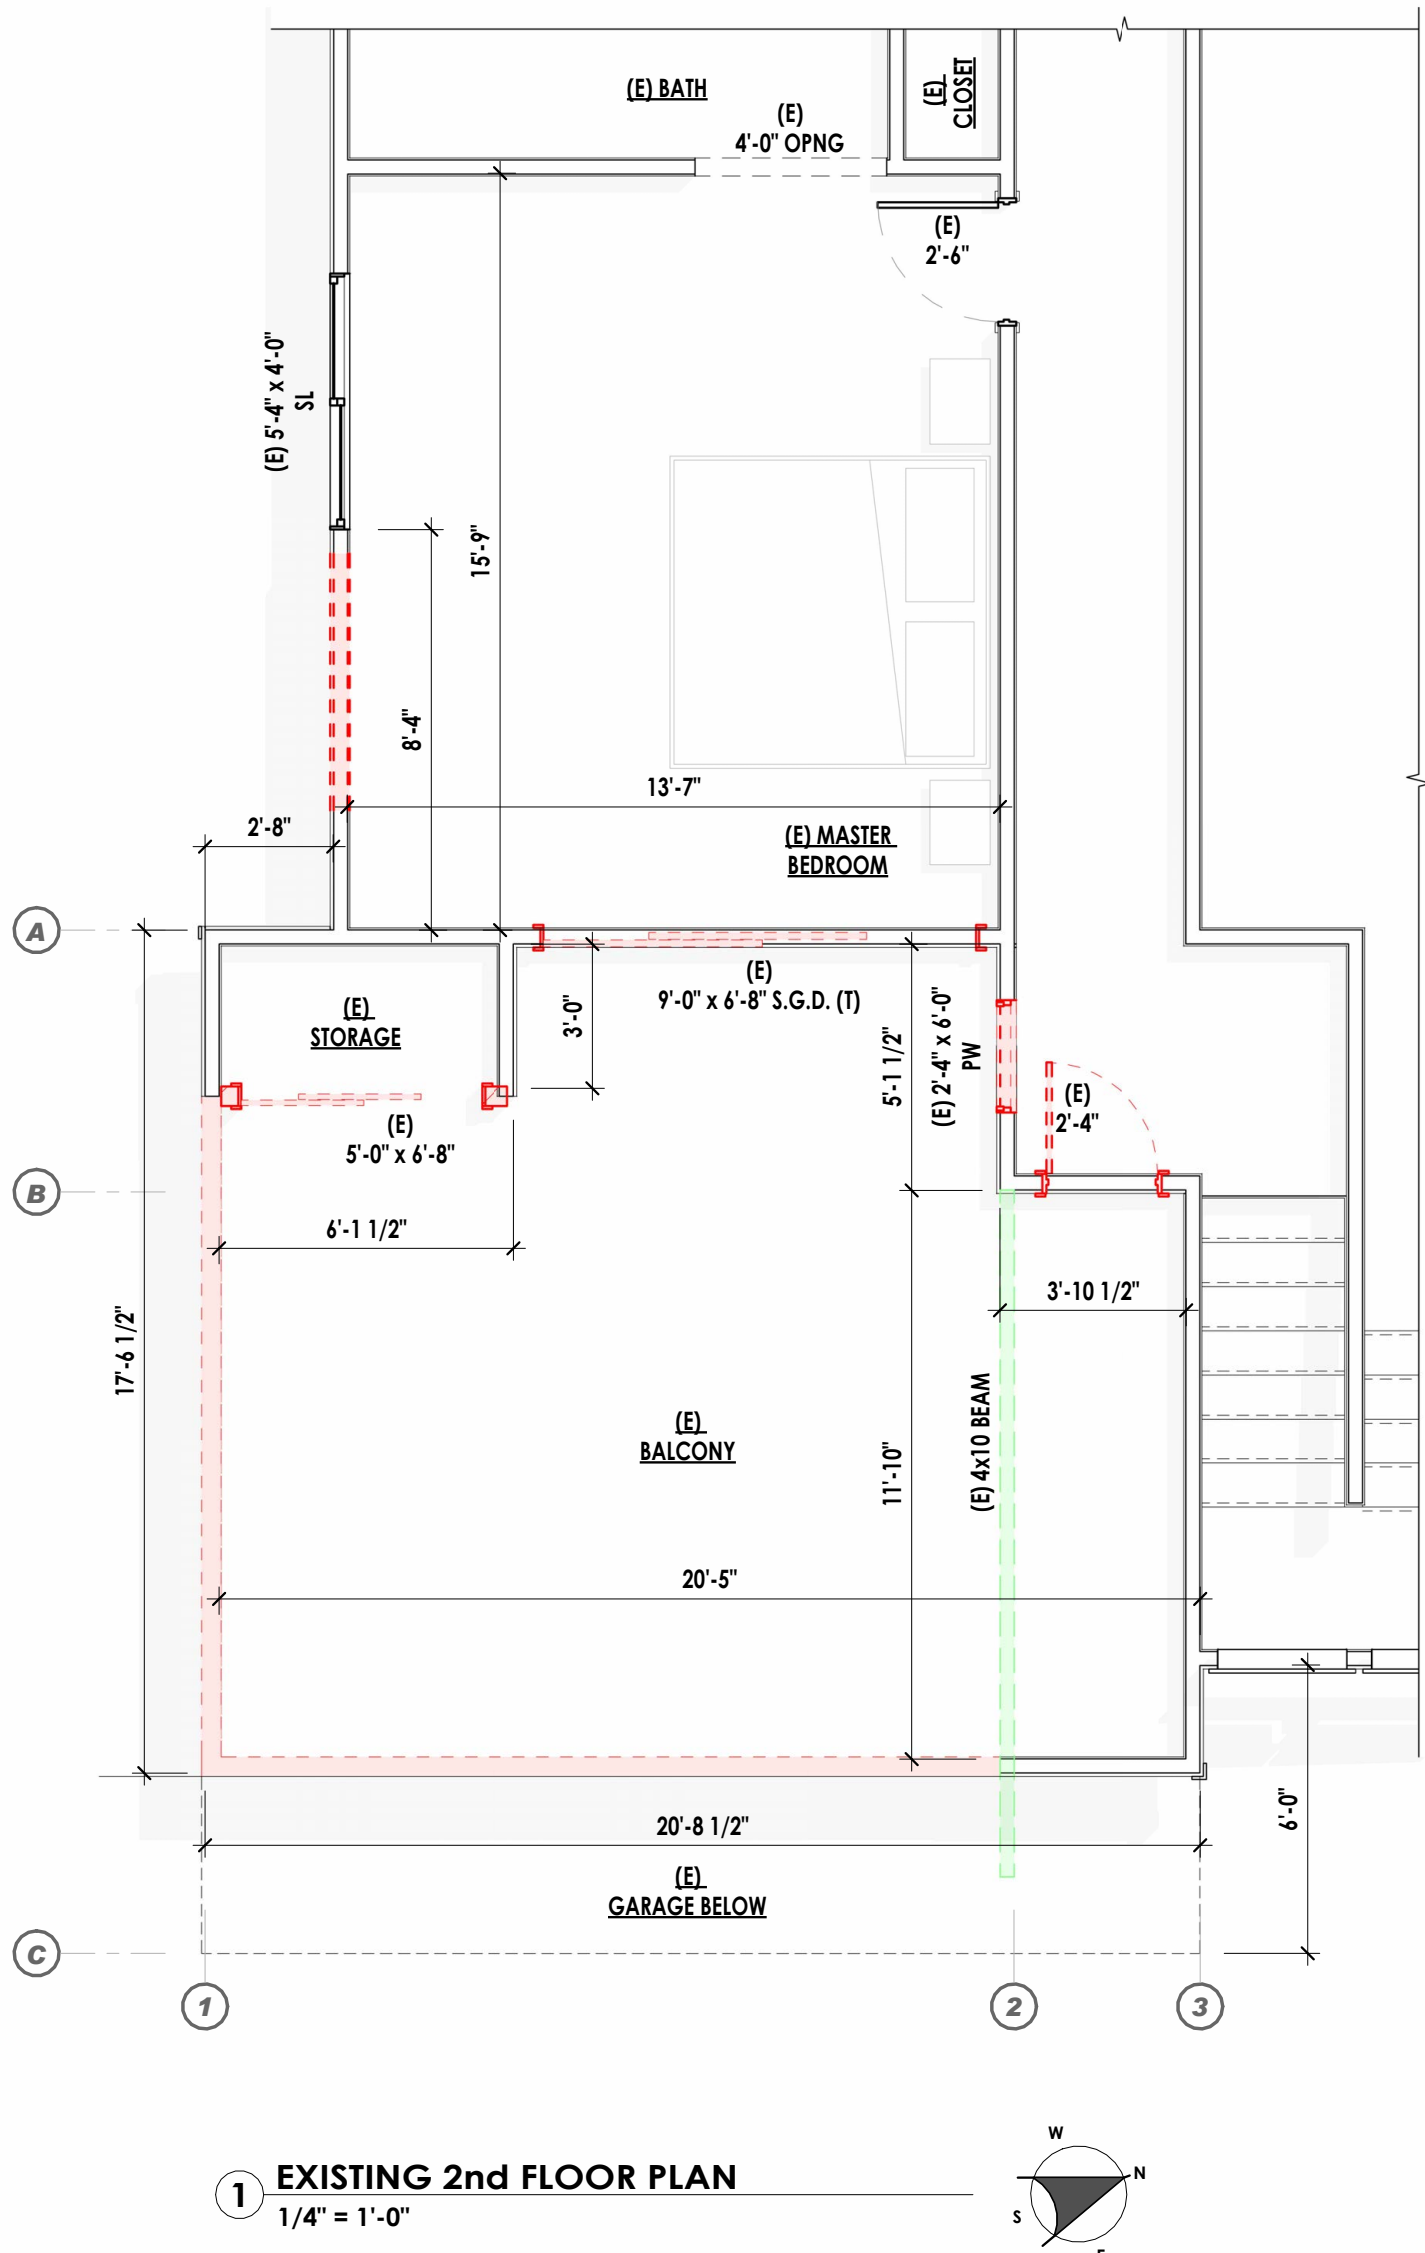 (E) BATH
(E)
CLOSET
(E)
4'-0" OPNG
(E)
2'-6"
(E) 5'-4" x 4'-0"
SL
15'-9"
8'-4"
13'-7"
2'-8"
(E) MASTER
BEDROOM
A
(E)
9'-0" x 6'-8" S.G.D. (T)
(E)
STORAGE
3'-0"
5'-1 1/2"
(E) 2'-4" x 6'-0"
PW
(E)
2'-4"
(E)
5'-0" x 6'-8"
B
6'-1 1/2"
3'-10 1/2"
17'-6 1/2"
(E)
BALCONY
(E) 4x10 BEAM
11'-10"
20'-5"
6'-0"
20'-8 1/2"
(E)
GARAGE BELOW
C
1
2
3
W
N
S
1
EXISTING 2nd FLOOR PLAN
1/4" = 1'-0"